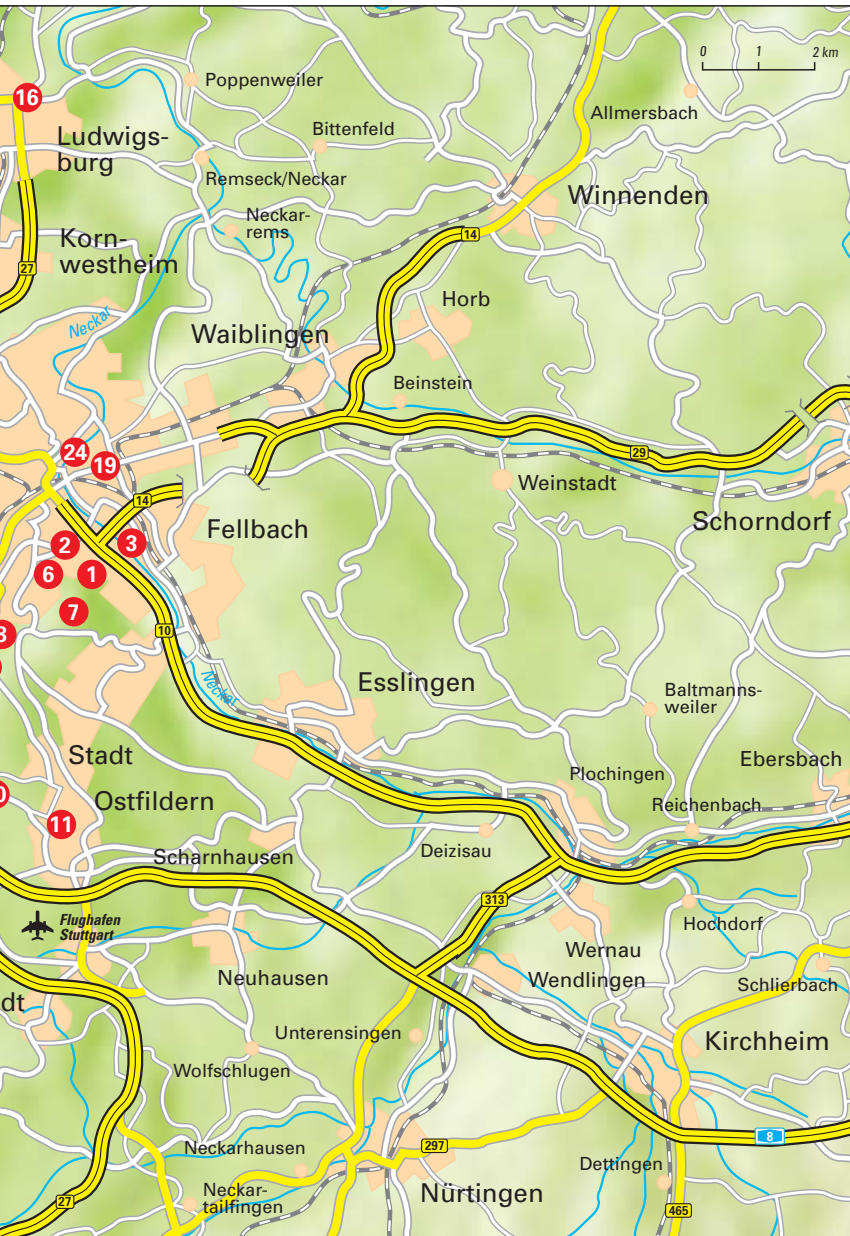 0 1 2 km
Poppenweiler
16
Allmersbach
Bittenfeld
Ludwigs-
burg
Remseck/Neckar
Winnenden
Neckar-
rems
Korn-
westheim
14
27
Horb
Neckar
Waiblingen
Beinstein
24
19
29
Weinstadt
14
Schorndorf
Fellbach
2
3
6
1
7
10
3
Esslingen
Neckar
Baltmanns-
weiler
Stadt
Ebersbach
Plochingen
Ostfildern
0
Reichenbach
11
Deizisau
Scharnhausen
313
Flughafen
Stuttgart
Hochdorf
Wernau
Neuhausen
Wendlingen
Schlierbach
dt
Unterensingen
Kirchheim
Wolfschlugen
8
Neckarhausen
297
Dettingen
Neckar-
tailfingen
Nürtingen
27
465